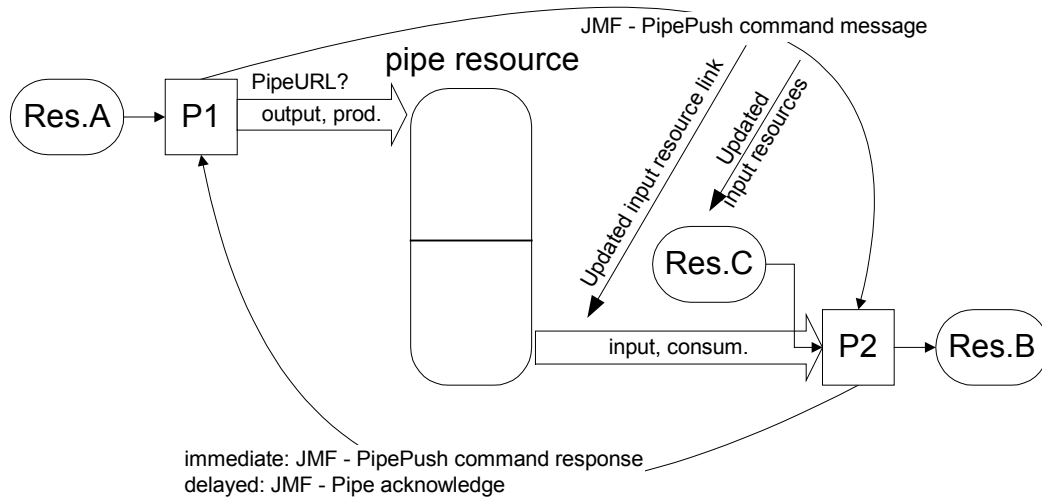 JMF - PipePush command message
pipe resource
PipeURL?
Res.A
P1
output, prod.
Updated input resource link
Updated
input resources
Res.C
input, consum.
P2
Res.B
immediate: JMF - PipePush command response
delayed: JMF - Pipe acknowledge